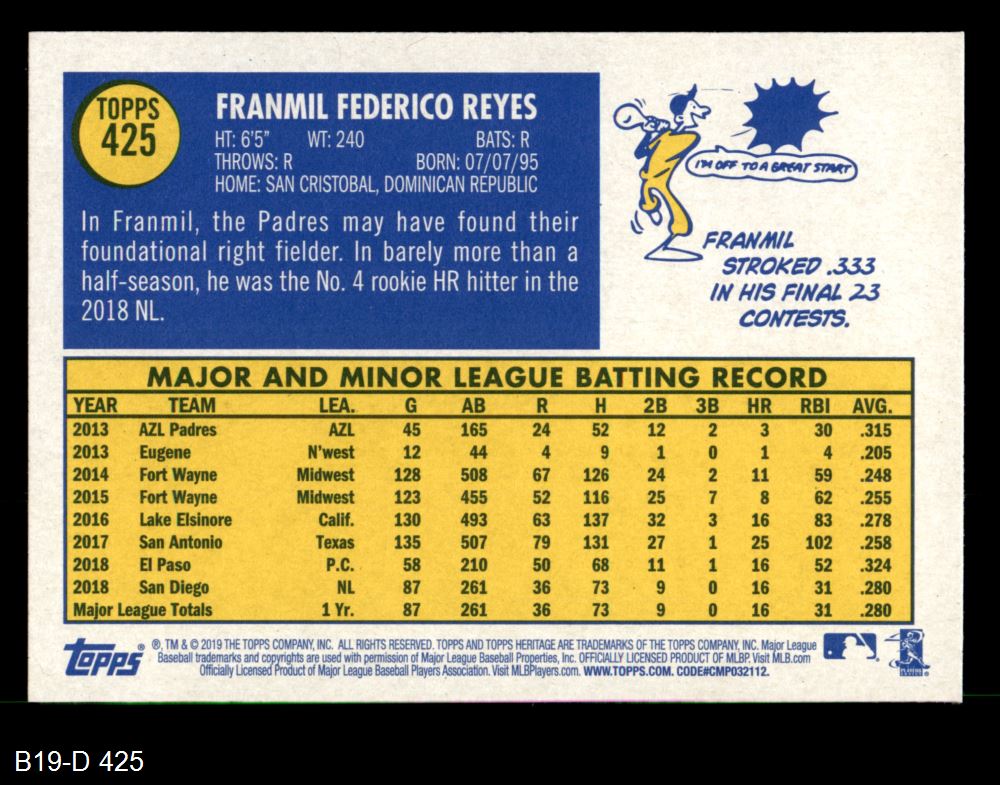 TOPPS
425
FRANMIL FEDERICO REYES
HT: 6'5" WT: 240 BATS: R
THROWS: R BORN: 07/07/95
HOME: SAN CRISTOBAL, DOMINICAN REPUBLIC
In Franmil, the Padres may have found their
foundational right fielder. In barely more than a
half-season, he was the No. 4 rookie HR hitter in the
2018 NL.
I'M OFF TO A GREAT START
FRANMIL
STROKED .333
IN HIS FINAL 23
CONTESTS.
MAJOR AND MINOR LEAGUE BATTING RECORD
YEAR TEAM LEA. G AB R H 2B 3B HR RBI AVG.
2013 AZL Padres AZL 45 165 24 52 12 2 3 30 .315
2013 Eugene N'west 12 44 4 9 1 0 1 4 .205
2014 Fort Wayne Midwest 128 508 67 126 24 2 11 59 .248
2015 Fort Wayne Midwest 123 455 52 116 25 7 8 62 .255
2016 Lake Elsinore Calif. 130 493 63 137 32 3 16 83 .278
2017 San Antonio Texas 135 507 79 131 27 1 25 102 .258
2018 El Paso P.C. 58 210 50 68 11 1 16 52 .324
2018 San Diego NL 87 261 36 73 9 0 16 31 .280
Major League Totals 1 Yr. 87 261 36 73 9 0 16 31 .280
topps® ®, TM & © 2019 THE TOPPS COMPANY, INC. ALL RIGHTS RESERVED. TOPPS AND TOPPS HERITAGE ARE TRADEMARKS OF THE TOPPS COMPANY, INC. Major League
Baseball trademarks and copyrights are used with permission of Major League Baseball Properties, Inc. OFFICIALLY LICENSED PRODUCT OF MLBP. Visit MLB.com
Officially Licensed Product of Major League Baseball Players Association. Visit MLBPlayers.com. WWW.TOPPS.COM. CODE#CMP032112.
B19-D 425